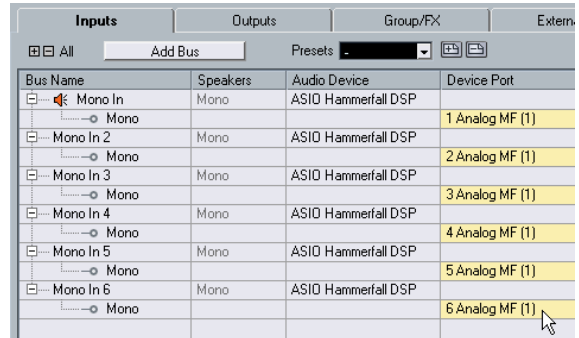 Inputs Outputs Group/FX Extern
All Add Bus Presets -
Bus Name Speakers Audio Device Device Port
Mono In Mono ASIO Hammerfall DSP
Mono 1 Analog MF (1)
Mono In 2 Mono ASIO Hammerfall DSP
Mono 2 Analog MF (1)
Mono In 3 Mono ASIO Hammerfall DSP
Mono 3 Analog MF (1)
Mono In 4 Mono ASIO Hammerfall DSP
Mono 4 Analog MF (1)
Mono In 5 Mono ASIO Hammerfall DSP
Mono 5 Analog MF (1)
Mono In 6 Mono ASIO Hammerfall DSP
Mono 6 Analog MF (1)